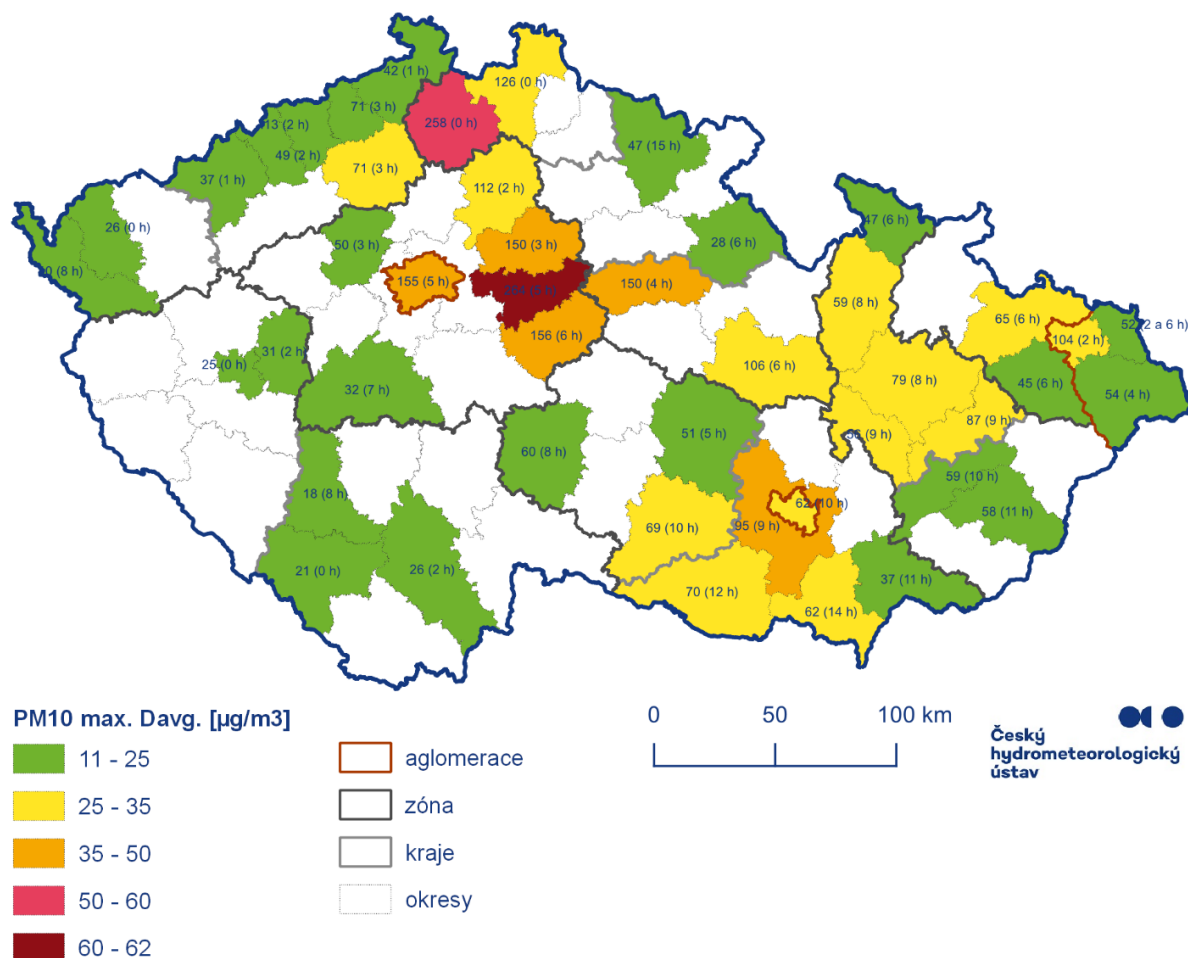 42 (1 h)
126 (0 h)
71 (3 h)
258 (0 h)
13 (2 h)
47 (15 h)
49 (2 h)
71 (3 h)
37 (1 h)
112 (2 h)
47 (6 h)
26 (0 h)
50 (3 h)
150 (3 h)
28 (6 h)
0 (8 h)
155 (5 h)
150 (4 h)
59 (8 h)
65 (6 h)
156 (6 h)
104 (2 h)
31 (2 h
25 (0 h)
106 (6 h)
79 (8 h)
45 (6 h)
54 (4 h)
32 (7 h)
87 (9 h)
51 (5 h)
(9 h)
60 (8 h)
59 (10 h)
18 (8 h)
62 (10 h)
58 (11 h)
69 (10 h)
95 (9 h)
21 (0 h)
26 (2 h)
37 (11 h)
70 (12 h)
62 (14 h)
PM10 max. Davg. [µg/m3]
11 - 25
25 - 35
35 - 50
50 - 60
60 - 62
aglomerace
zóna
kraje
okresy
0 50 100 km
Český
hydrometeorologický
ústav